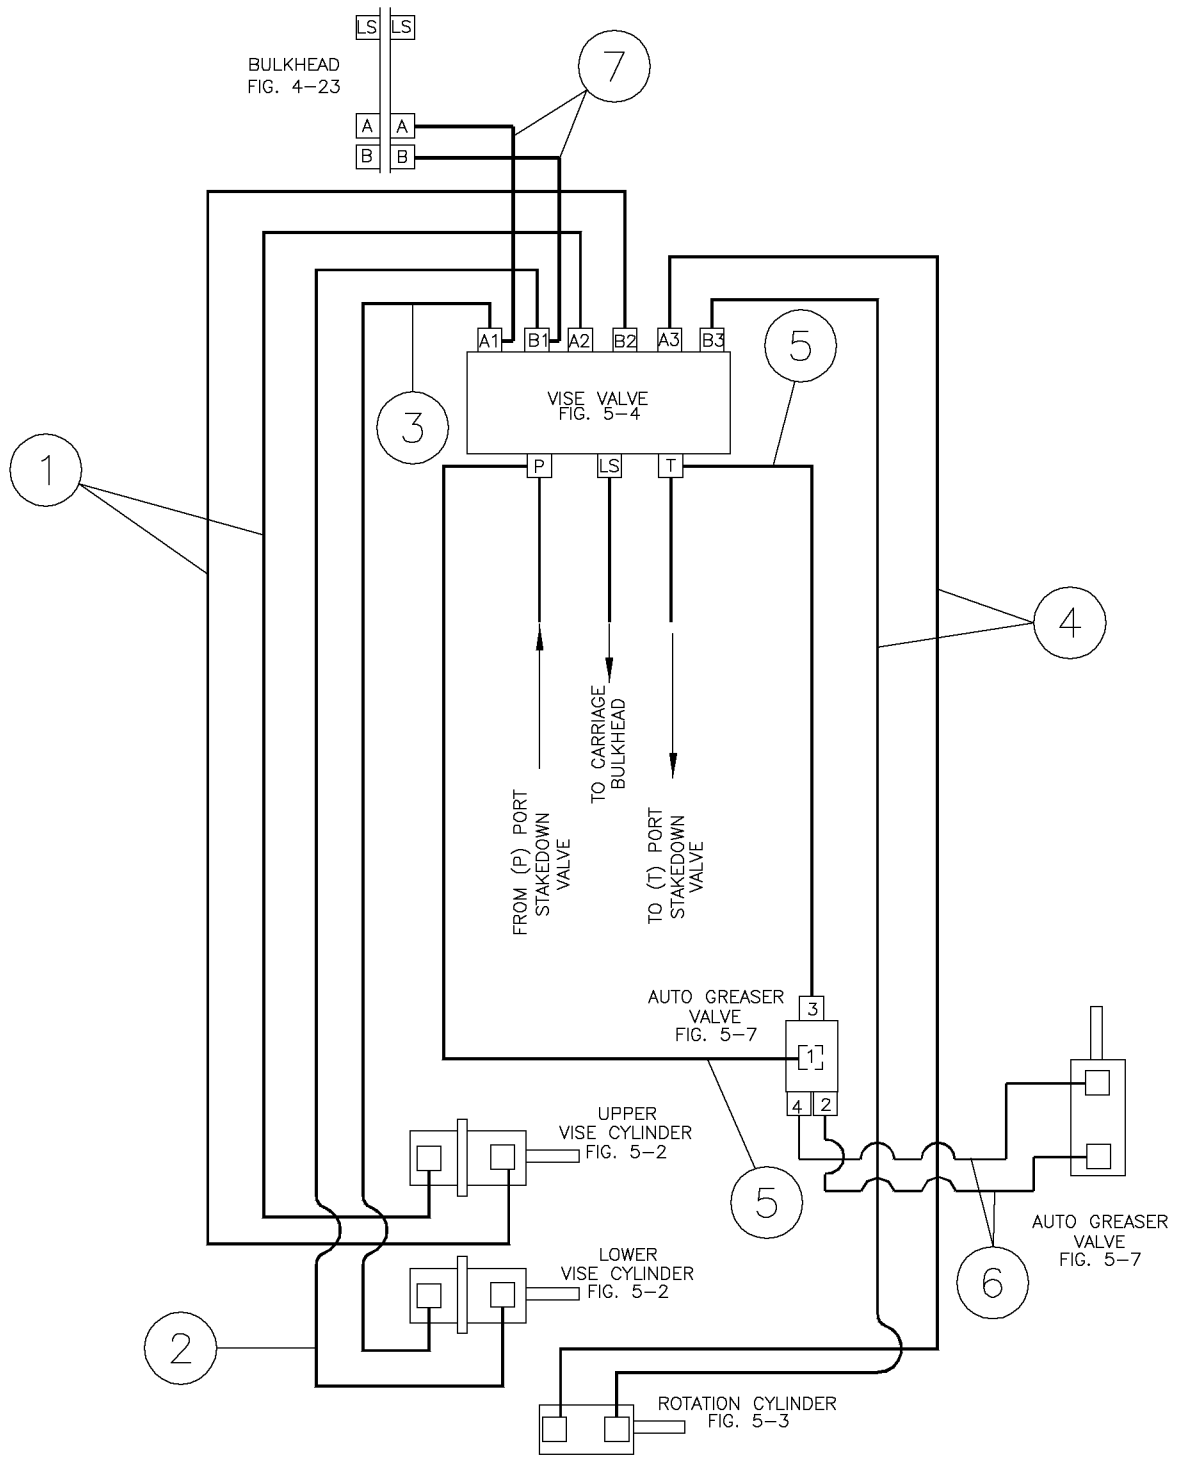 LS LS
BULKHEAD
FIG. 4-23
7
A A
B B
A1 B1 A2 B2 A3 B3
5
VISE VALVE
FIG. 5-4
3
1
P LS T
4
TO CARRIAGE
BULKHEAD
FROM (P) PORT
STAKEDOWN
VALVE
TO (T) PORT
STAKEDOWN
VALVE
AUTO GREASER
VALVE
FIG. 5-7
3
1
4 2
UPPER
VISE CYLINDER
FIG. 5-2
5
AUTO GREASER
VALVE
FIG. 5-7
6
LOWER
VISE CYLINDER
FIG. 5-2
2
ROTATION CYLINDER
FIG. 5-3